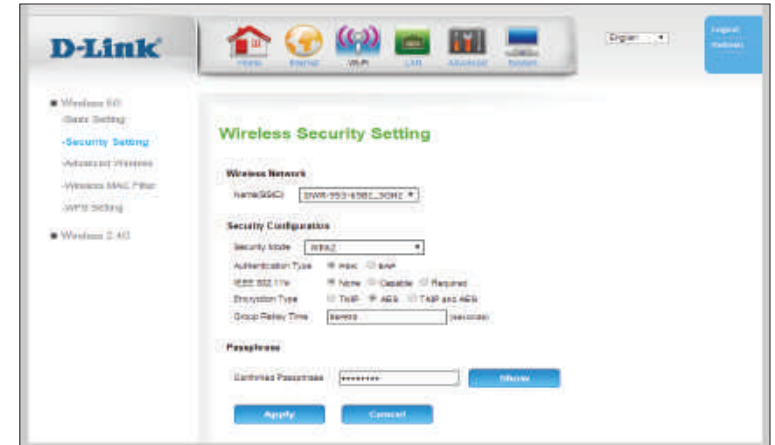 D-Link
Home Internet Wi-Fi LAN Advanced System
English
Logout
Wireless 5G
-Basic Setting
-Security Setting
-Advanced Wireless
-Wireless MAC Filter
-WPS Setting
Wireless 2.4G
Wireless Security Setting
Wireless Network
Name(SSID)
Security Configuration
Security Mode WPA2
Authentication Type PSK EAP
IEEE 802.11w None Capable Required
Encryption Type TKIP AES TKIP and AES
Group Rekey Time (seconds)
Passphrase
Confirmed Passphrase •••••••• Show
Apply Cancel